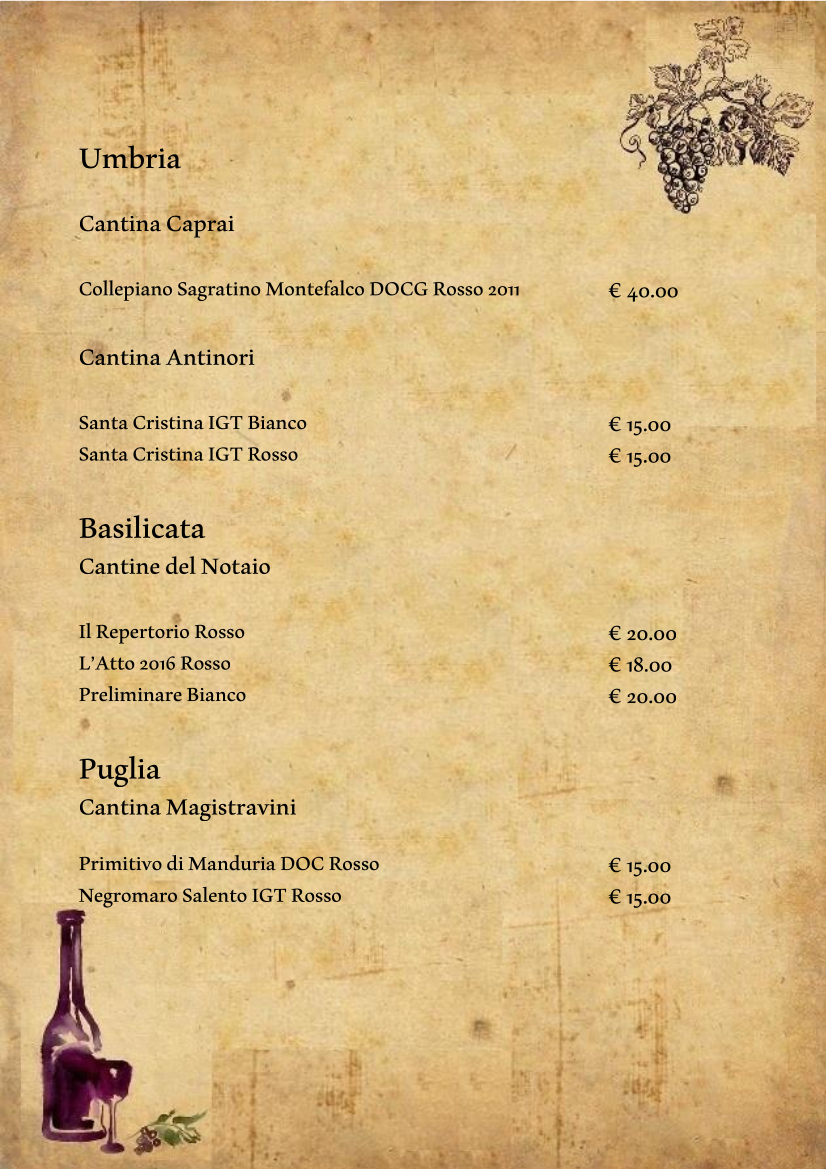 Umbria
Cantina Caprai
Collepiano Sagratino Montefalco DOCG Rosso 2011 € 40.00
Cantina Antinori
Santa Cristina IGT Bianco € 15.00
Santa Cristina IGT Rosso € 15.00
Basilicata
Cantine del Notaio
Il Repertorio Rosso € 20.00
L’Atto 2016 Rosso € 18.00
Preliminare Bianco € 20.00
Puglia
Cantina Magistravini
Primitivo di Manduria DOC Rosso € 15.00
Negromaro Salento IGT Rosso € 15.00